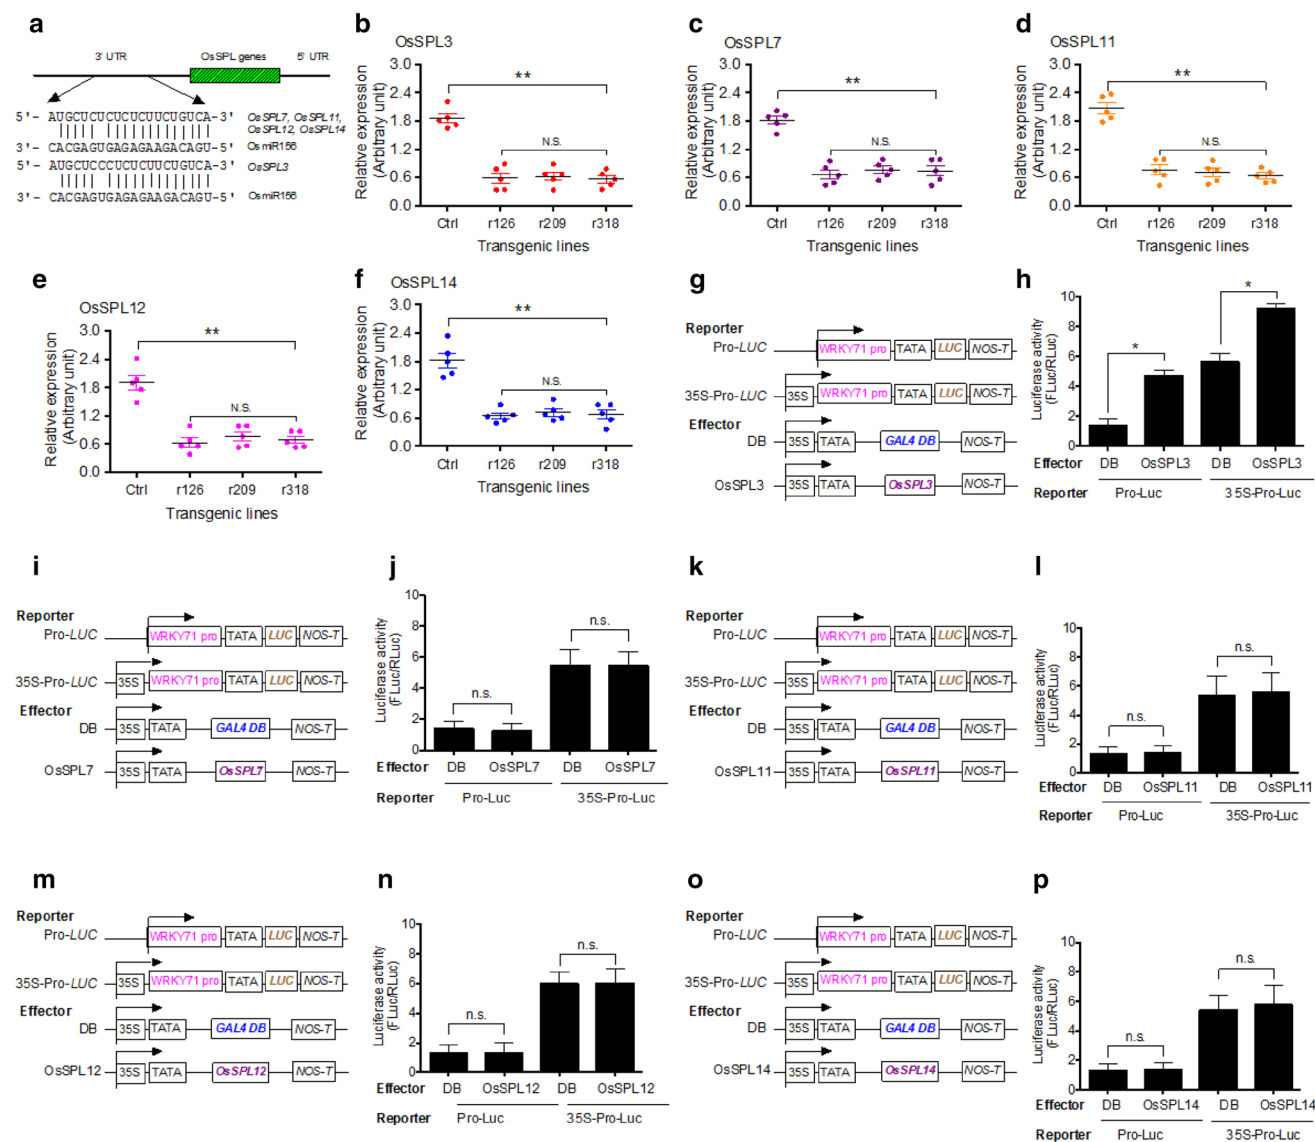 a
3' UTR OsSPL genes 5' UTR
5'- AUGCUCUCUCUCUUCUGUCA-3' OsSPL7, OsSPL11,
OsSPL12, OsSPL14
3'- CACGAGUGAGAGAAGACAGU-5' OsmiR156
5'- AUGCUCCCUCUCUUCUGUCA-3' OsSPL3
3'- CACGAGUGAGAGAAGACAGU-5' OsmiR156
b
OsSPL3
Relative expression
(Arbitrary unit)
3.0
2.4
1.8
1.2
0.6
0.0
**
N.S.
Ctrl r126 r209 r318
Transgenic lines
c
OsSPL7
Relative expression
(Arbitrary unit)
3.0
2.4
1.8
1.2
0.6
0.0
**
N.S.
Ctrl r126 r209 r318
Transgenic lines
d
OsSPL11
Relative expression
(Arbitrary unit)
3.0
2.4
1.8
1.2
0.6
0.0
**
N.S.
Ctrl r126 r209 r318
Transgenic lines
e
OsSPL12
Relative expression
(Arbitrary unit)
3.0
2.4
1.8
1.2
0.6
0.0
**
N.S.
Ctrl r126 r209 r318
Transgenic lines
f
OsSPL14
Relative expression
(Arbitrary unit)
3.0
2.4
1.8
1.2
0.6
0.0
**
N.S.
Ctrl r126 r209 r318
Transgenic lines
g
Reporter
Pro-LUC WRKY71 pro TATA LUC NOS-T
35S-Pro-LUC 35S WRKY71 pro TATA LUC NOS-T
Effector
DB 35S TATA GAL4 DB NOS-T
OsSPL3 35S TATA OsSPL3 NOS-T
h
Luciferase activity
(FLuc/RLuc)
10
8
6
4
2
0
*
*
Effector DB OsSPL3 DB OsSPL3
Reporter Pro-Luc 35S-Pro-Luc
i
Reporter
Pro-LUC WRKY71 pro TATA LUC NOS-T
35S-Pro-LUC 35S WRKY71 pro TATA LUC NOS-T
Effector
DB 35S TATA GAL4 DB NOS-T
OsSPL7 35S TATA OsSPL7 NOS-T
j
Luciferase activity
(FLuc/RLuc)
10
8
6
4
2
0
n.s.
n.s.
Effector DB OsSPL7 DB OsSPL7
Reporter Pro-Luc 35S-Pro-Luc
k
Reporter
Pro-LUC WRKY71 pro TATA LUC NOS-T
35S-Pro-LUC 35S WRKY71 pro TATA LUC NOS-T
Effector
DB 35S TATA GAL4 DB NOS-T
OsSPL11 35S TATA OsSPL11 NOS-T
l
Luciferase activity
(FLuc/RLuc)
10
8
6
4
2
0
n.s.
n.s.
Effector DB OsSPL11 DB OsSPL11
Reporter Pro-Luc 35S-Pro-Luc
m
Reporter
Pro-LUC WRKY71 pro TATA LUC NOS-T
35S-Pro-LUC 35S WRKY71 pro TATA LUC NOS-T
Effector
DB 35S TATA GAL4 DB NOS-T
OsSPL12 35S TATA OsSPL12 NOS-T
n
Luciferase activity
(FLuc/RLuc)
10
8
6
4
2
0
n.s.
n.s.
Effector DB OsSPL12 DB OsSPL12
Reporter Pro-Luc 35S-Pro-Luc
o
Reporter
Pro-LUC WRKY71 pro TATA LUC NOS-T
35S-Pro-LUC 35S WRKY71 pro TATA LUC NOS-T
Effector
DB 35S TATA GAL4 DB NOS-T
OsSPL14 35S TATA OsSPL14 NOS-T
p
Luciferase activity
(FLuc/RLuc)
10
8
6
4
2
0
n.s.
n.s.
Effector DB OsSPL14 DB OsSPL14
Reporter Pro-Luc 35S-Pro-Luc